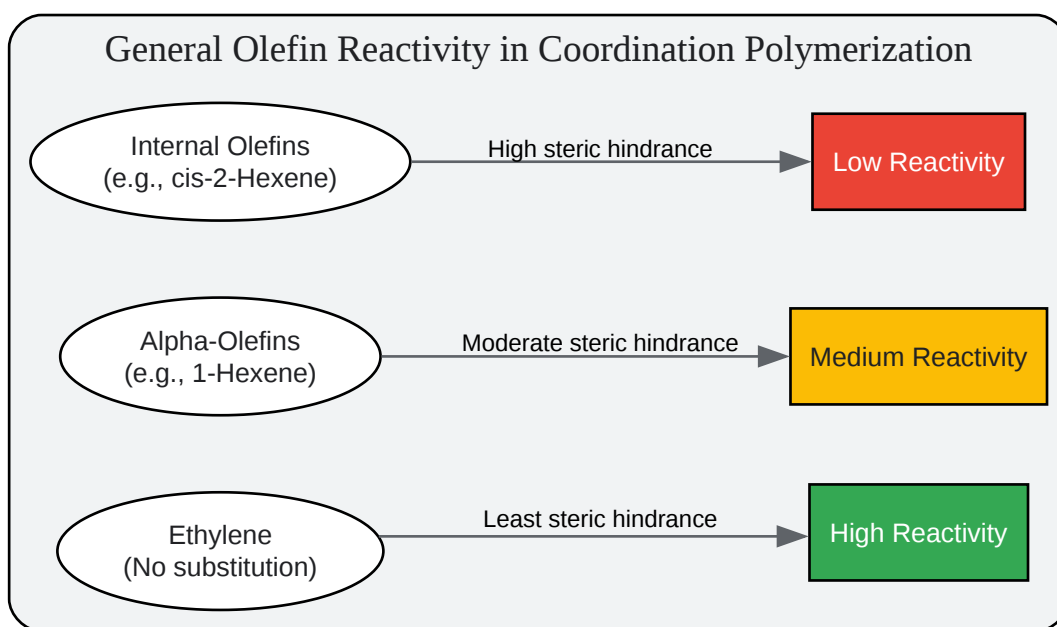 General Olefin Reactivity in Coordination Polymerization
Internal Olefins
(e.g., cis-2-Hexene)
High steric hindrance
Low Reactivity
Alpha-Olefins
(e.g., 1-Hexene)
Moderate steric hindrance
Medium Reactivity
Ethylene
(No substitution)
Least steric hindrance
High Reactivity